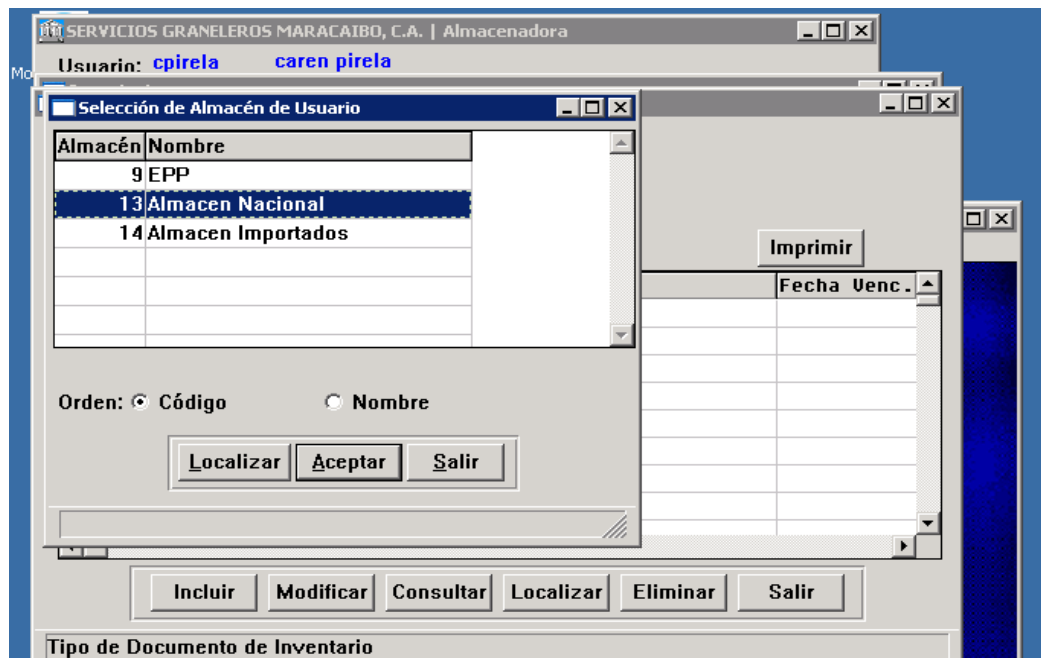 SERVICIOS GRANELEROS MARACAIBO, C.A. | Almacenadora
Usuario: cpirela caren pirela
Mo
Selección de Almacén de Usuario
Almacén Nombre
9 EPP
13 Almacen Nacional
14 Almacen Importados
Imprimir
Fecha Venc.
Orden: Código Nombre
Localizar Aceptar Salir
Incluir Modificar Consultar Localizar Eliminar Salir
Tipo de Documento de Inventario